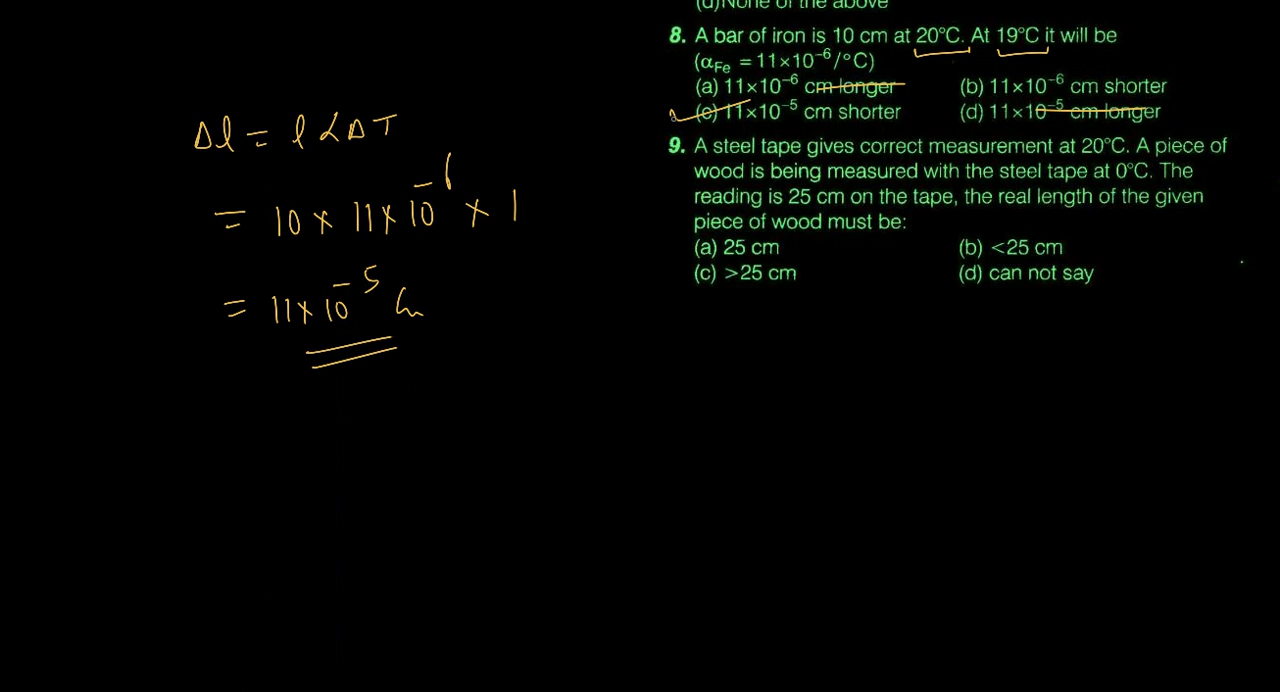 (d)None of the above
8. A bar of iron is 10 cm at 20°C. At 19°C it will be
(αFe = 11×10⁻⁶/°C)
(a) 11×10⁻⁶ cm longer (b) 11×10⁻⁶ cm shorter
(c) 11×10⁻⁵ cm shorter (d) 11×10⁻⁵ cm longer
9. A steel tape gives correct measurement at 20°C. A piece of
wood is being measured with the steel tape at 0°C. The
reading is 25 cm on the tape, the real length of the given
piece of wood must be:
(a) 25 cm (b) <25 cm
(c) >25 cm (d) can not say
Δl = l α Δ T
= 10 × 11 × 10⁻⁶ × 1
= 11 × 10⁻⁵ cm